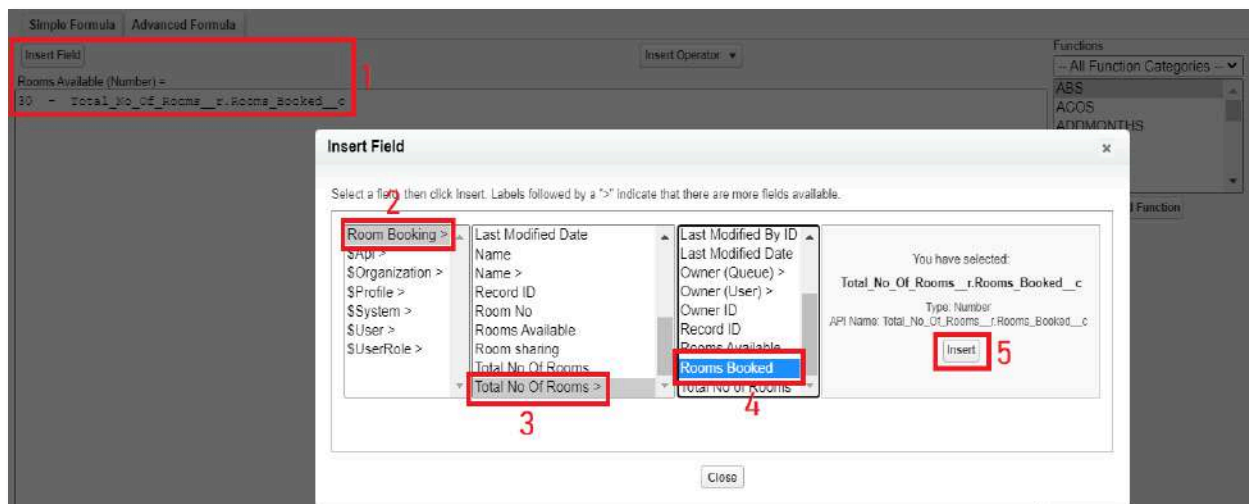 Simple Formula Advanced Formula
Insert Field
Insert Operator ▼
Functions
-- All Function Categories --
Rooms Available (Number) =
1
30 - Total_No_Of_Rooms__r.Rooms_Booked__c
ABS
ACOS
ADDMONTHS
Function
Insert Field
x
Select a field, then click Insert. Labels followed by a ">" indicate that there are more fields available.
2
Room Booking >
$Api >
$Organization >
$Profile >
$System >
$User >
$UserRole >
Last Modified Date
Name
Name >
Record ID
Room No
Rooms Available
Room sharing
Total No Of Rooms
Total No Of Rooms >
3
Last Modified By ID
Last Modified Date
Owner (Queue) >
Owner (User) >
Owner ID
Record ID
Rooms Available
Rooms Booked
Total No of Rooms
4
You have selected:
Total_No_Of_Rooms__r.Rooms_Booked__c
Type: Number
API Name: Total_No_Of_Rooms__r.Rooms_Booked__c
Insert
5
Close